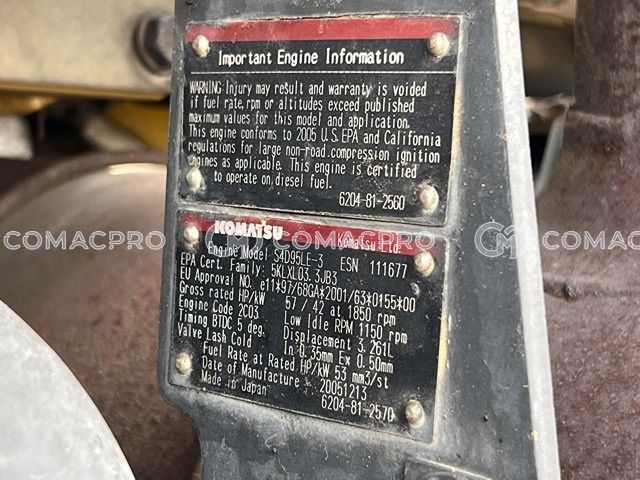 Important Engine Information
WARNING: Injury may result and warranty is voided
if fuel rate, rpm or altitudes exceed published
maximum values for this model and application.
This engine conforms to 2005 U.S. EPA and California
regulations for large non-road compression ignition
engines as applicable. This engine is certified
to operate on diesel fuel.
6204-81-2560
COMACPRO COMACPRO COMACPRO
KOMATSU Komatsu Ltd.
Engine Model S4D95LE-3 ESN 111677
EPA Cert. Family: 5KLXL03.3JB3
EU Approval NO. e11*97/68GA*2001/63*0155*00
Gross rated HP/kW 57 / 42 at 1850 rpm
Engine Code 2C03 Low Idle RPM 1150 rpm
Timing BTDC 5 deg. Displacement 3.261L
Valve Lash Cold In 0.35mm Ex 0.50mm
Fuel Rate at Rated HP/kW 53 mm3/st
Date of Manufacture 20051213
Made in Japan 6204-81-2570